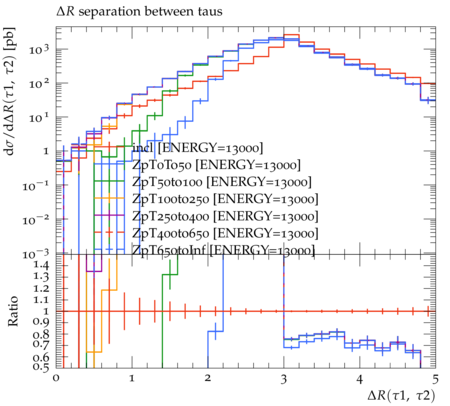 ΔR separation between taus
dσ/dΔR(τ1, τ2) [pb]
10³
10²
10¹
1
10⁻¹
10⁻²
10⁻³
incl [ENERGY=13000]
ZpT0To50 [ENERGY=13000]
ZpT50to100 [ENERGY=13000]
ZpT100to250 [ENERGY=13000]
ZpT250to400 [ENERGY=13000]
ZpT400to650 [ENERGY=13000]
ZpT650toInf [ENERGY=13000]
Ratio
1.4
1.3
1.2
1.1
1
0.9
0.8
0.7
0.6
0.5
0 1 2 3 4 5
ΔR(τ1, τ2)